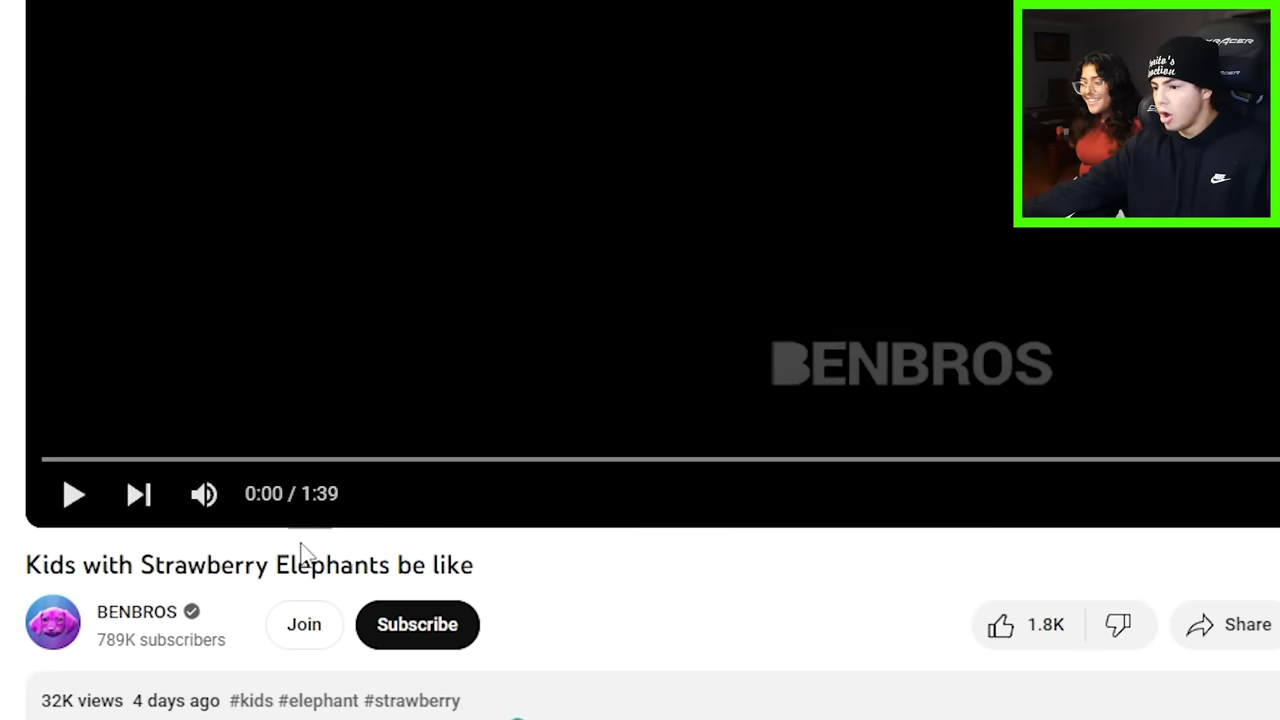 BENBROS
0:00 / 1:39
Kids with Strawberry Elephants be like
BENBROS
789K subscribers
Join
Subscribe
1.8K
Share
32K views 4 days ago #kids #elephant #strawberry